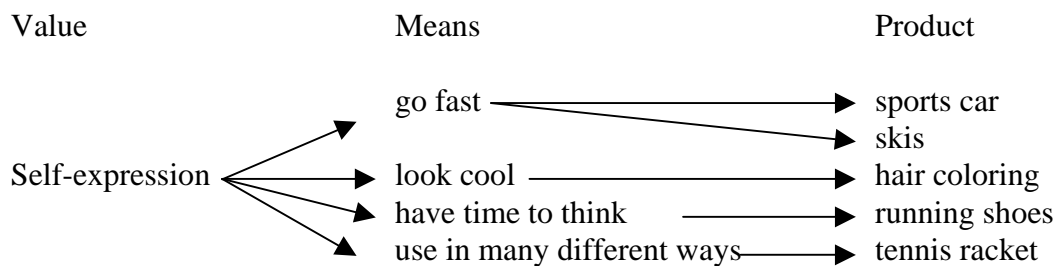 Value Means Product
go fast sports car
skis
Self-expression look cool hair coloring
have time to think running shoes
use in many different ways tennis racket